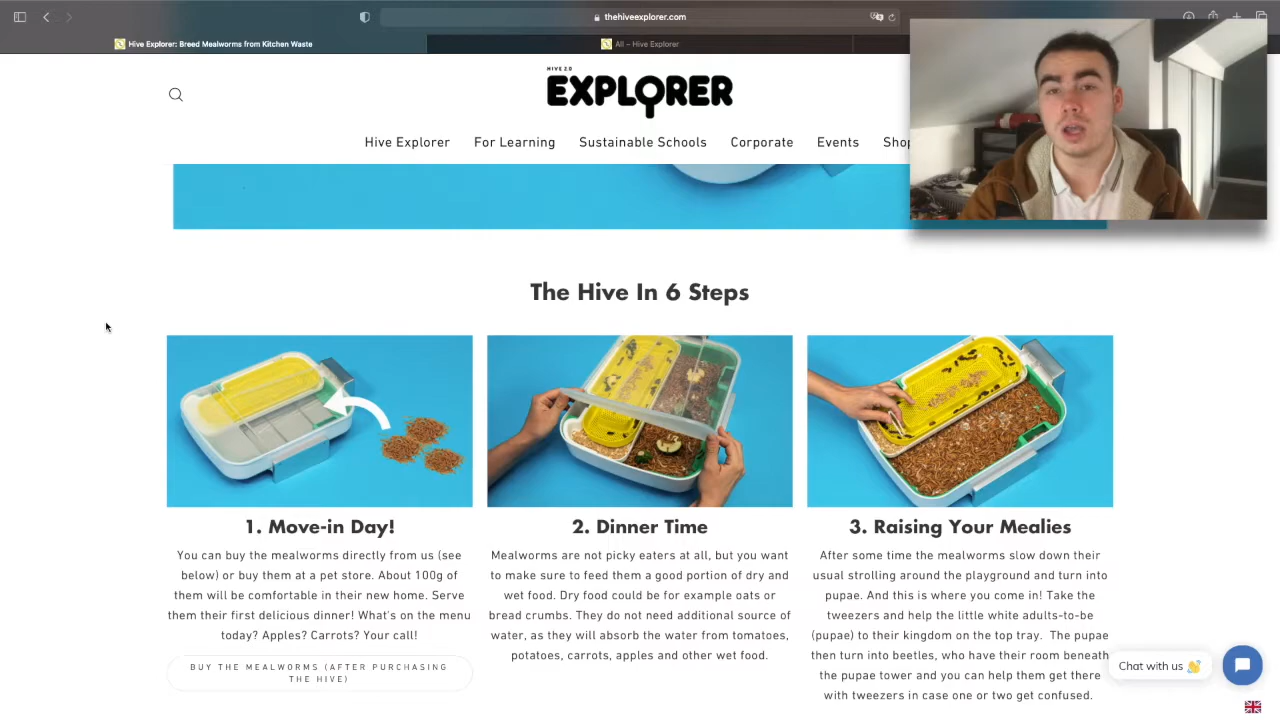 thehiveexplorer.com
Hive Explorer: Breed Mealworms from Kitchen Waste
All – Hive Explorer
HIVE 2.0
EXPLORER
Hive Explorer
For Learning
Sustainable Schools
Corporate
Events
Shop
The Hive In 6 Steps
1. Move-in Day!
You can buy the mealworms directly from us (see
below) or buy them at a pet store. About 100g of
them will be comfortable in their new home. Serve
them their first delicious dinner! What's on the menu
today? Apples? Carrots? Your call!
BUY THE MEALWORMS (AFTER PURCHASING
THE HIVE)
2. Dinner Time
Mealworms are not picky eaters at all, but you want
to make sure to feed them a good portion of dry and
wet food. Dry food could be for example oats or
bread crumbs. They do not need additional source of
water, as they will absorb the water from tomatoes,
potatoes, carrots, apples and other wet food.
3. Raising Your Mealies
After some time the mealworms slow down their
usual strolling around the playground and turn into
pupae. And this is where you come in! Take the
tweezers and help the little white adults-to-be
(pupae) to their kingdom on the top tray. The pupae
then turn into beetles, who have their room beneath
the pupae tower and you can help them get there
with tweezers in case one or two get confused.
Chat with us 👋